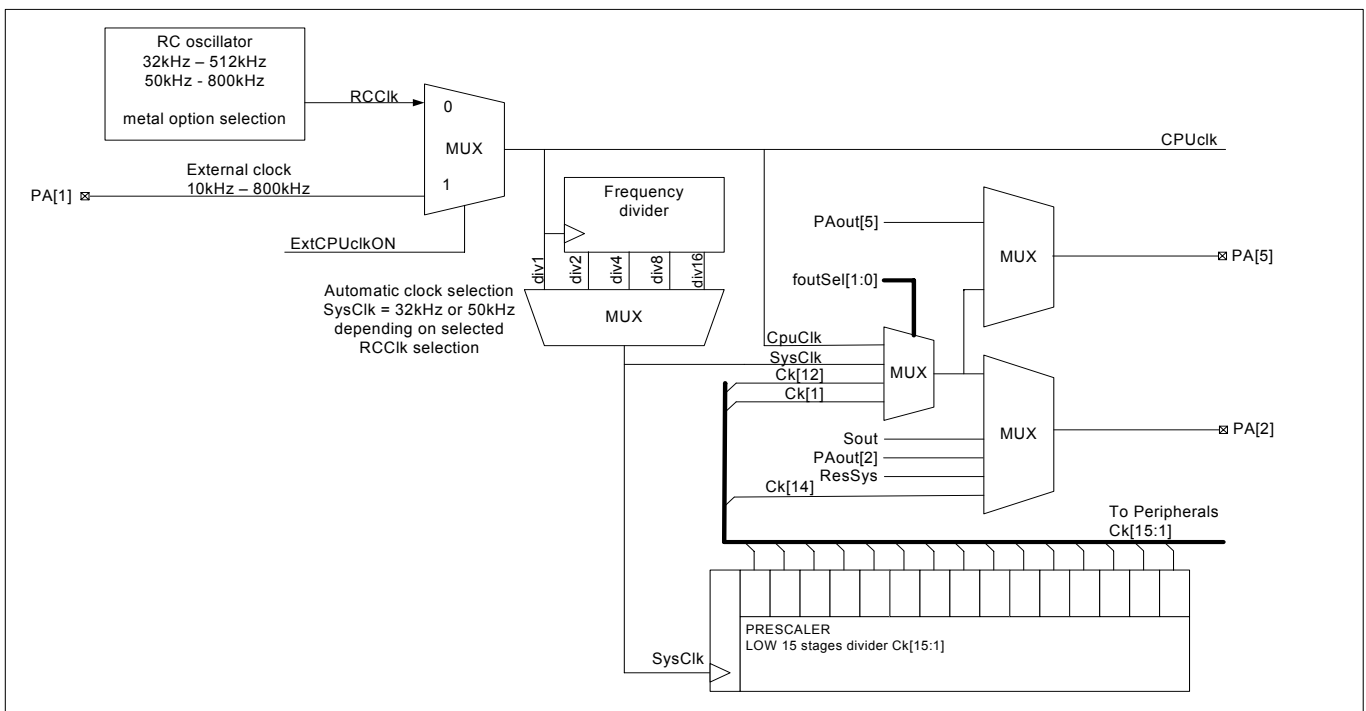 RC oscillator
32kHz – 512kHz
50kHz - 800kHz
metal option selection
RCClk
0
MUX
1
CPUclk
External clock
10kHz – 800kHz
PA[1]
ExtCPUclkON
Frequency
divider
div1
div2
div4
div8
div16
MUX
Automatic clock selection
SysClk = 32kHz or 50kHz
depending on selected
RCClk selection
PAout[5]
MUX
PA[5]
foutSel[1:0]
CpuClk
SysClk
Ck[12]
Ck[1]
MUX
Sout
PAout[2]
ResSys
Ck[14]
MUX
PA[2]
To Peripherals
Ck[15:1]
PRESCALER
LOW 15 stages divider Ck[15:1]
SysClk